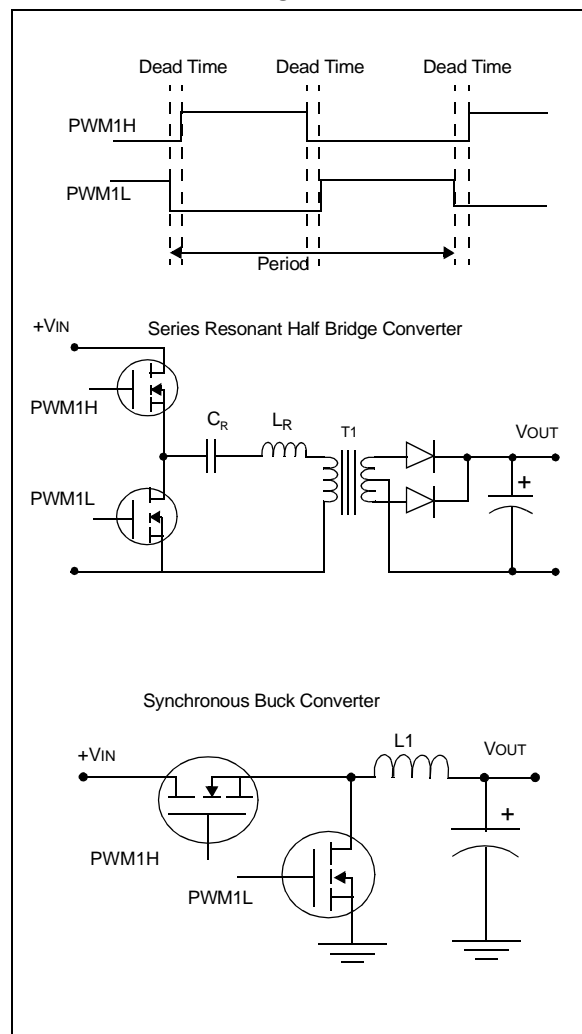 Dead Time Dead Time Dead Time
PWM1H
PWM1L
Period
Series Resonant Half Bridge Converter
+VIN
PWM1H
CR
LR
T1
VOUT
+
PWM1L
Synchronous Buck Converter
+VIN
L1
VOUT
+
PWM1H
PWM1L